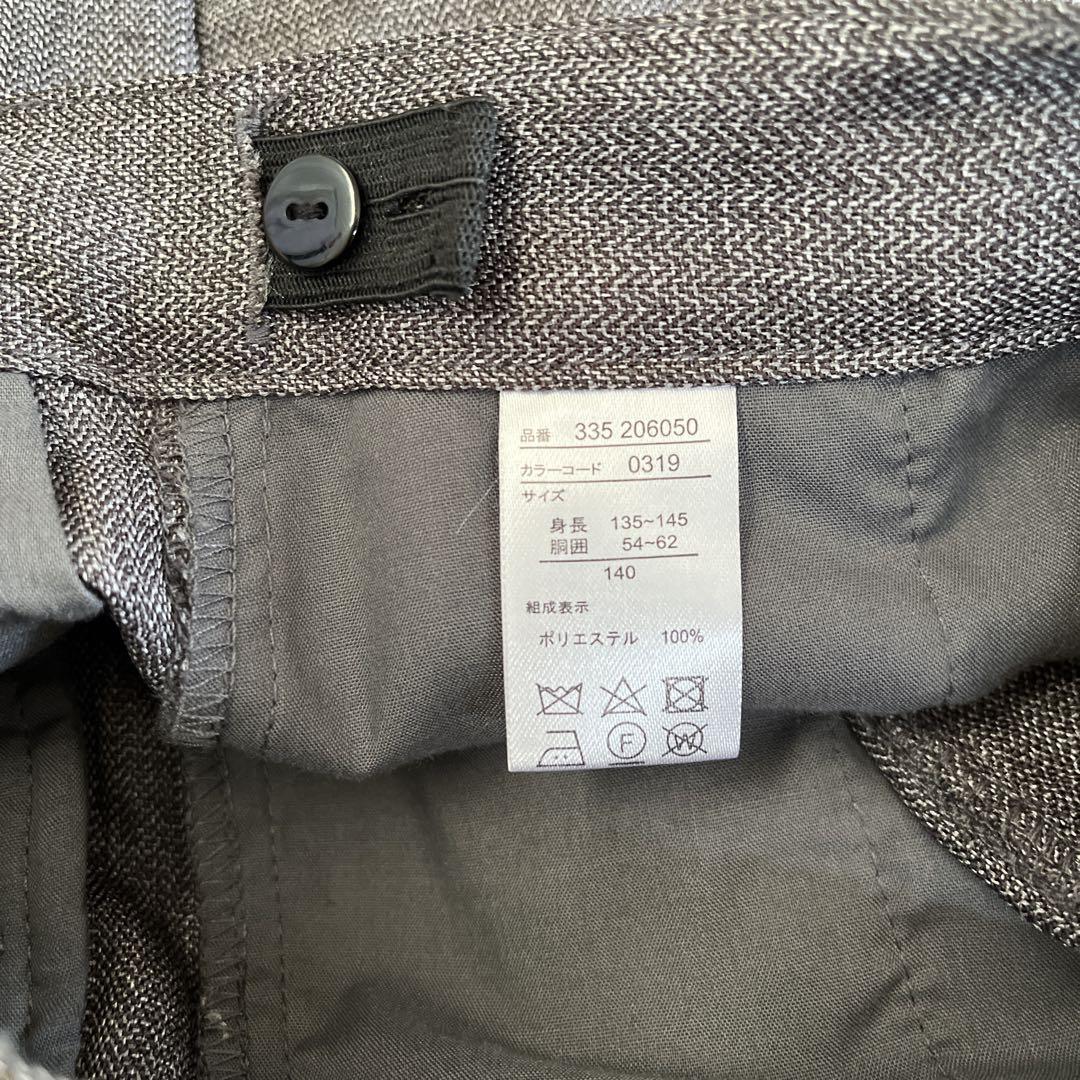 品番 335 206050
カラーコード 0319
サイズ
身長 135~145
胴囲 54~62
140
組成表示
ポリエステル 100%
F W